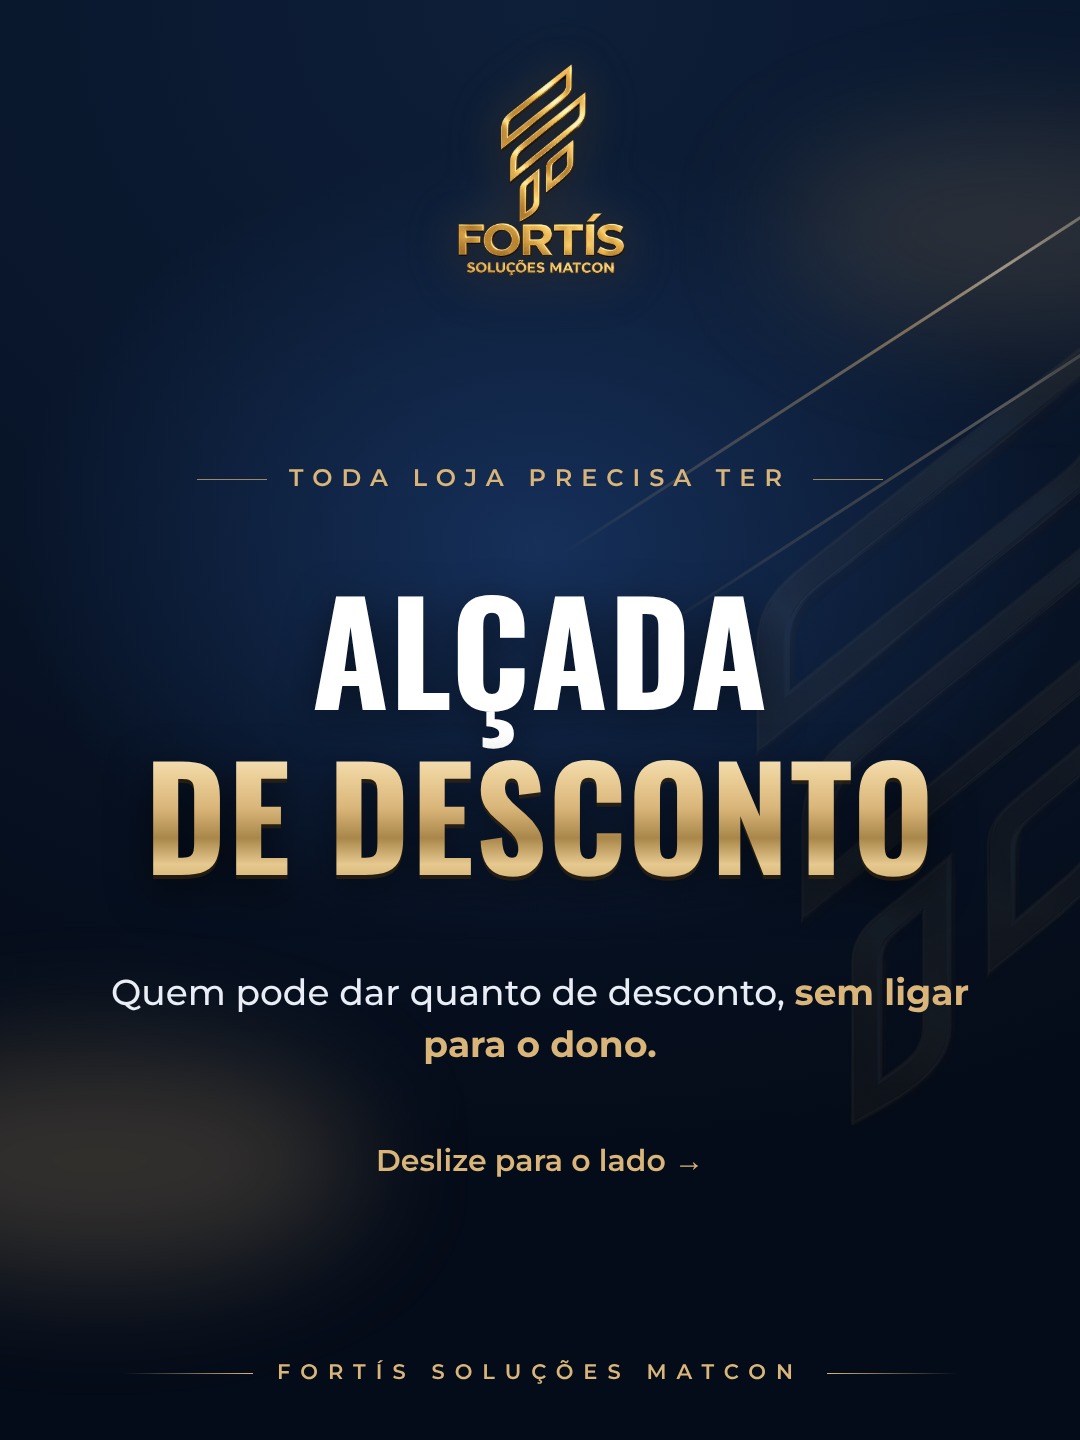 FORTÍS
SOLUÇÕES MATCON
TODA LOJA PRECISA TER
ALÇADA
DE DESCONTO
Quem pode dar quanto de desconto, sem ligar
para o dono.
Deslize para o lado →
FORTÍS SOLUÇÕES MATCON